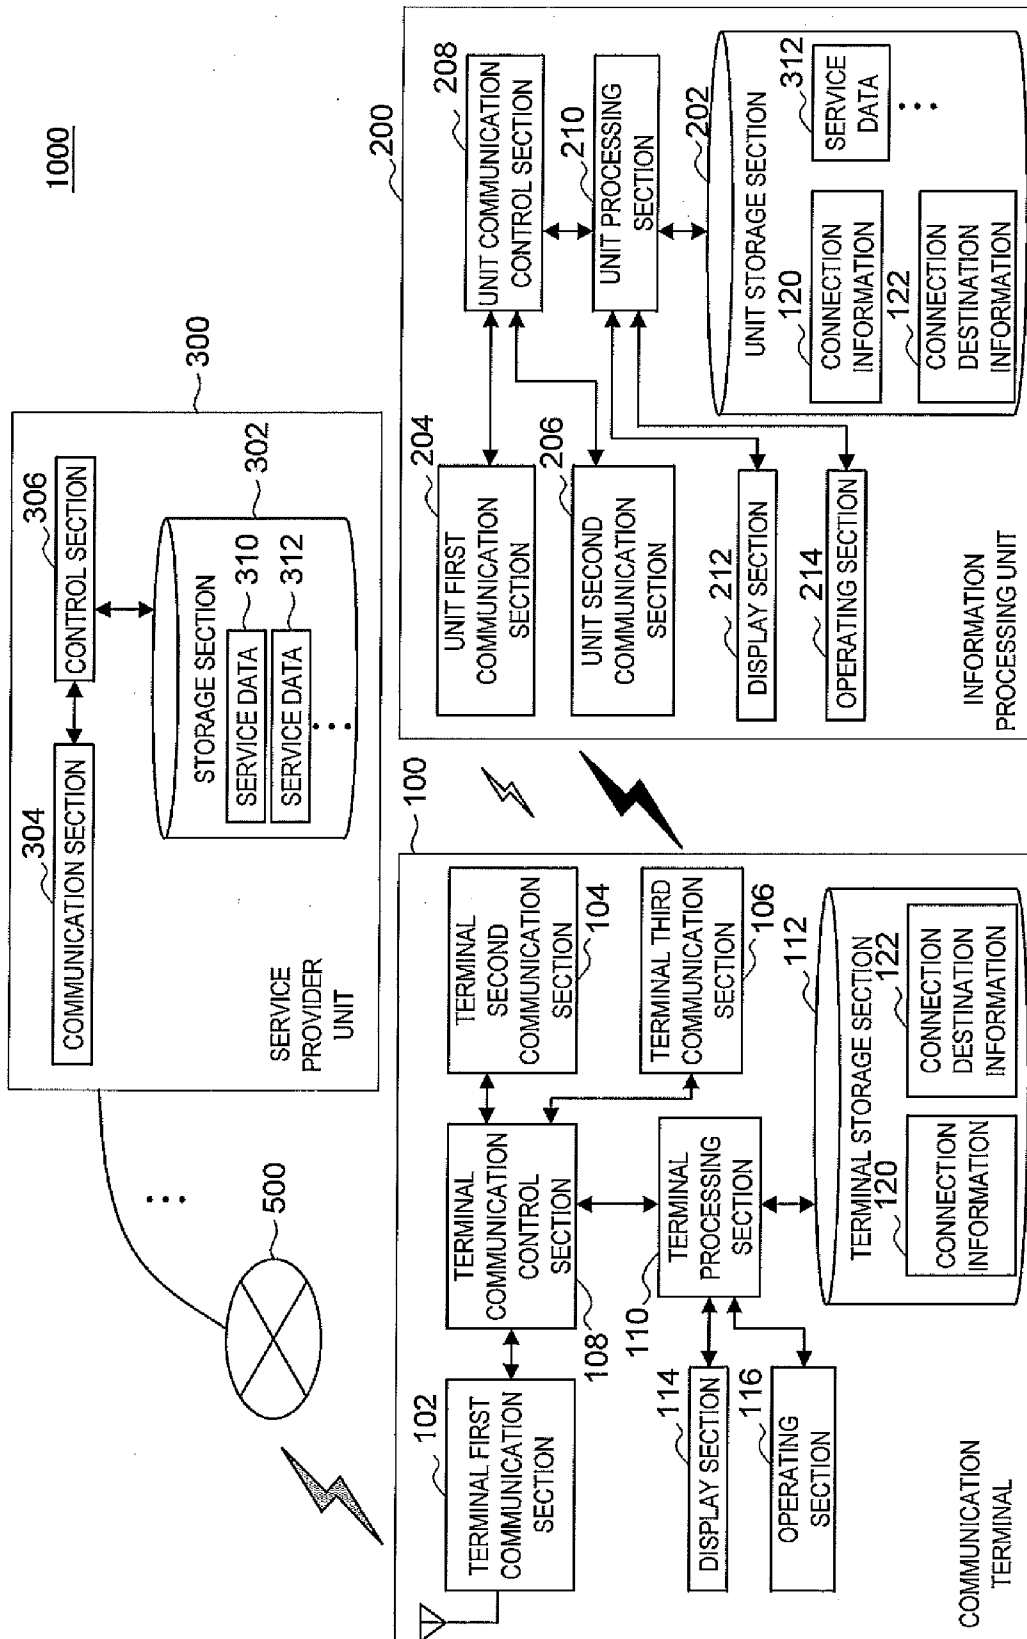 1000
300
304
COMMUNICATION SECTION
306
CONTROL SECTION
302
STORAGE SECTION
310
SERVICE DATA
312
SERVICE DATA
SERVICE
PROVIDER
UNIT
500
100
102
TERMINAL FIRST
COMMUNICATION
SECTION
TERMINAL
COMMUNICATION
CONTROL
SECTION
108
TERMINAL
SECOND
COMMUNICATION
SECTION
104
TERMINAL THIRD
COMMUNICATION
SECTION
106
TERMINAL
PROCESSING
SECTION
110
114
DISPLAY SECTION
116
OPERATING
SECTION
112
TERMINAL STORAGE SECTION
120
CONNECTION
INFORMATION
122
CONNECTION
DESTINATION
INFORMATION
COMMUNICATION
TERMINAL
200
204
UNIT FIRST
COMMUNICATION
SECTION
206
UNIT SECOND
COMMUNICATION
SECTION
208
UNIT COMMUNICATION
CONTROL SECTION
210
UNIT PROCESSING
SECTION
212
DISPLAY SECTION
214
OPERATING SECTION
202
UNIT STORAGE SECTION
120
CONNECTION
INFORMATION
312
SERVICE
DATA
122
CONNECTION
DESTINATION
INFORMATION
INFORMATION
PROCESSING UNIT